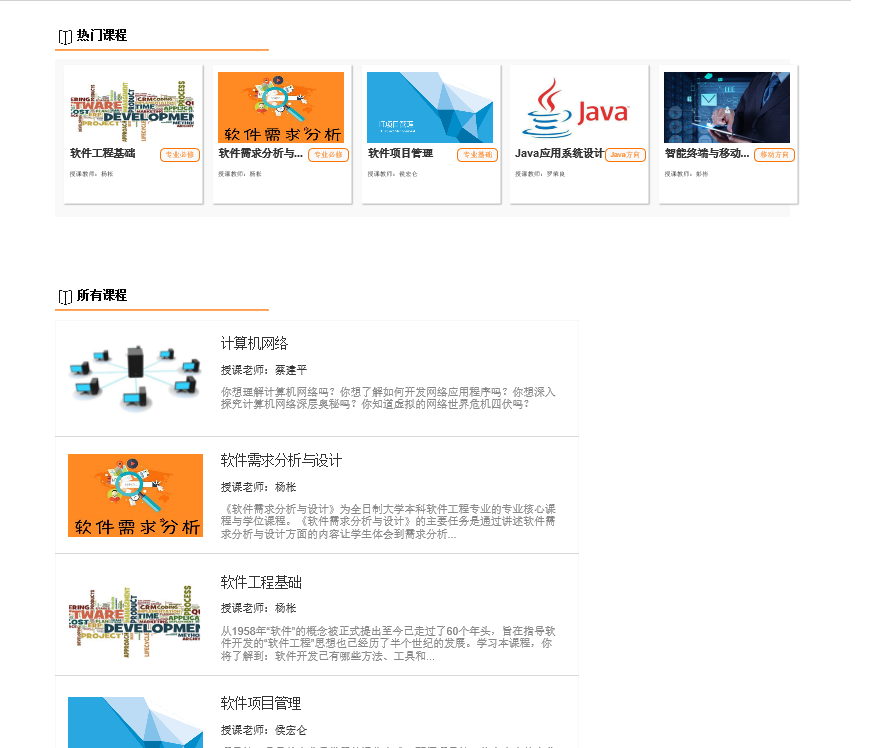 热门课程
软件工程基础 专业必修
授课教师：杨枨
软件需求分析
软件需求分析与... 专业必修
授课教师：杨枨
IT项目管理
软件项目管理 专业基础
授课教师：侯宏仑
Java
Java应用系统设计 Java方向
授课教师：罗荣良
智能终端与移动... 移动方向
授课教师：彭彬
所有课程
计算机网络
授课老师：蔡建平
你想理解计算机网络吗？你想了解如何开发网络应用程序吗？你想深入
探究计算机网络深层奥秘吗？你知道虚拟的网络世界危机四伏吗？
软件需求分析
软件需求分析与设计
授课老师：杨枨
《软件需求分析与设计》为全日制大学本科软件工程专业的专业核心课
程与学位课程。《软件需求分析与设计》的主要任务是通过讲述软件需
求分析与设计方面的内容让学生体会到需求分析...
DEVELOPMENT
软件工程基础
授课老师：杨枨
从1958年“软件”的概念被正式提出至今已走过了60个年头，旨在指导软
件开发的“软件工程”思想也已经历了半个世纪的发展。学习本课程，你
将了解到：软件开发已有哪些方法、工具和...
软件项目管理
授课老师：侯宏仑